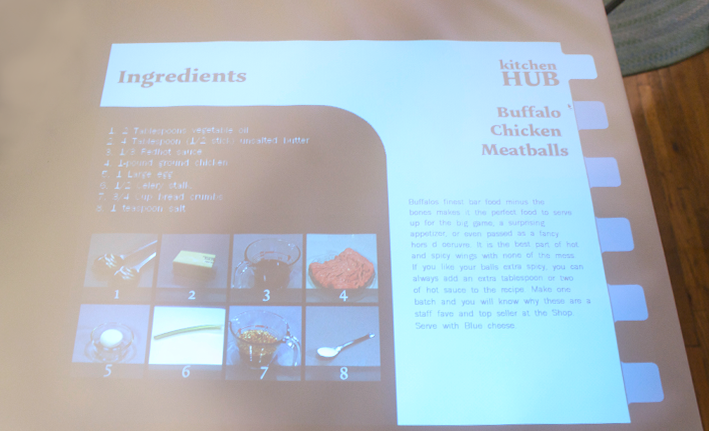 Ingredients
kitchen
HUB
Buffalo
Chicken
Meatballs
1. 2 Tablespoons vegetable oil
2. 4 Tablespoon (1/2 stick) unsalted butter
3. 1/3 RedHot sauce
4. 1 pound ground chicken
5. 1 Large egg
6. 1/2 celery stalk
7. 3/4 Cup bread crumbs
8. 1 teaspoon salt
1
2
3
4
5
6
7
8
Buffalos finest bar food minus the
bones makes it the perfect food to serve
up for the big game, a surprising
appetizer, or even passed as a fancy
hors d oeruvre. It is the best part of hot
and spicy wings with none of the mess.
If you like your balls extra spicy, you can
always add an extra tablespoon or two
of hot sauce to the recipe. Make one
batch and you will know why these are a
staff fave and top seller at the Shop.
Serve with Blue cheese.